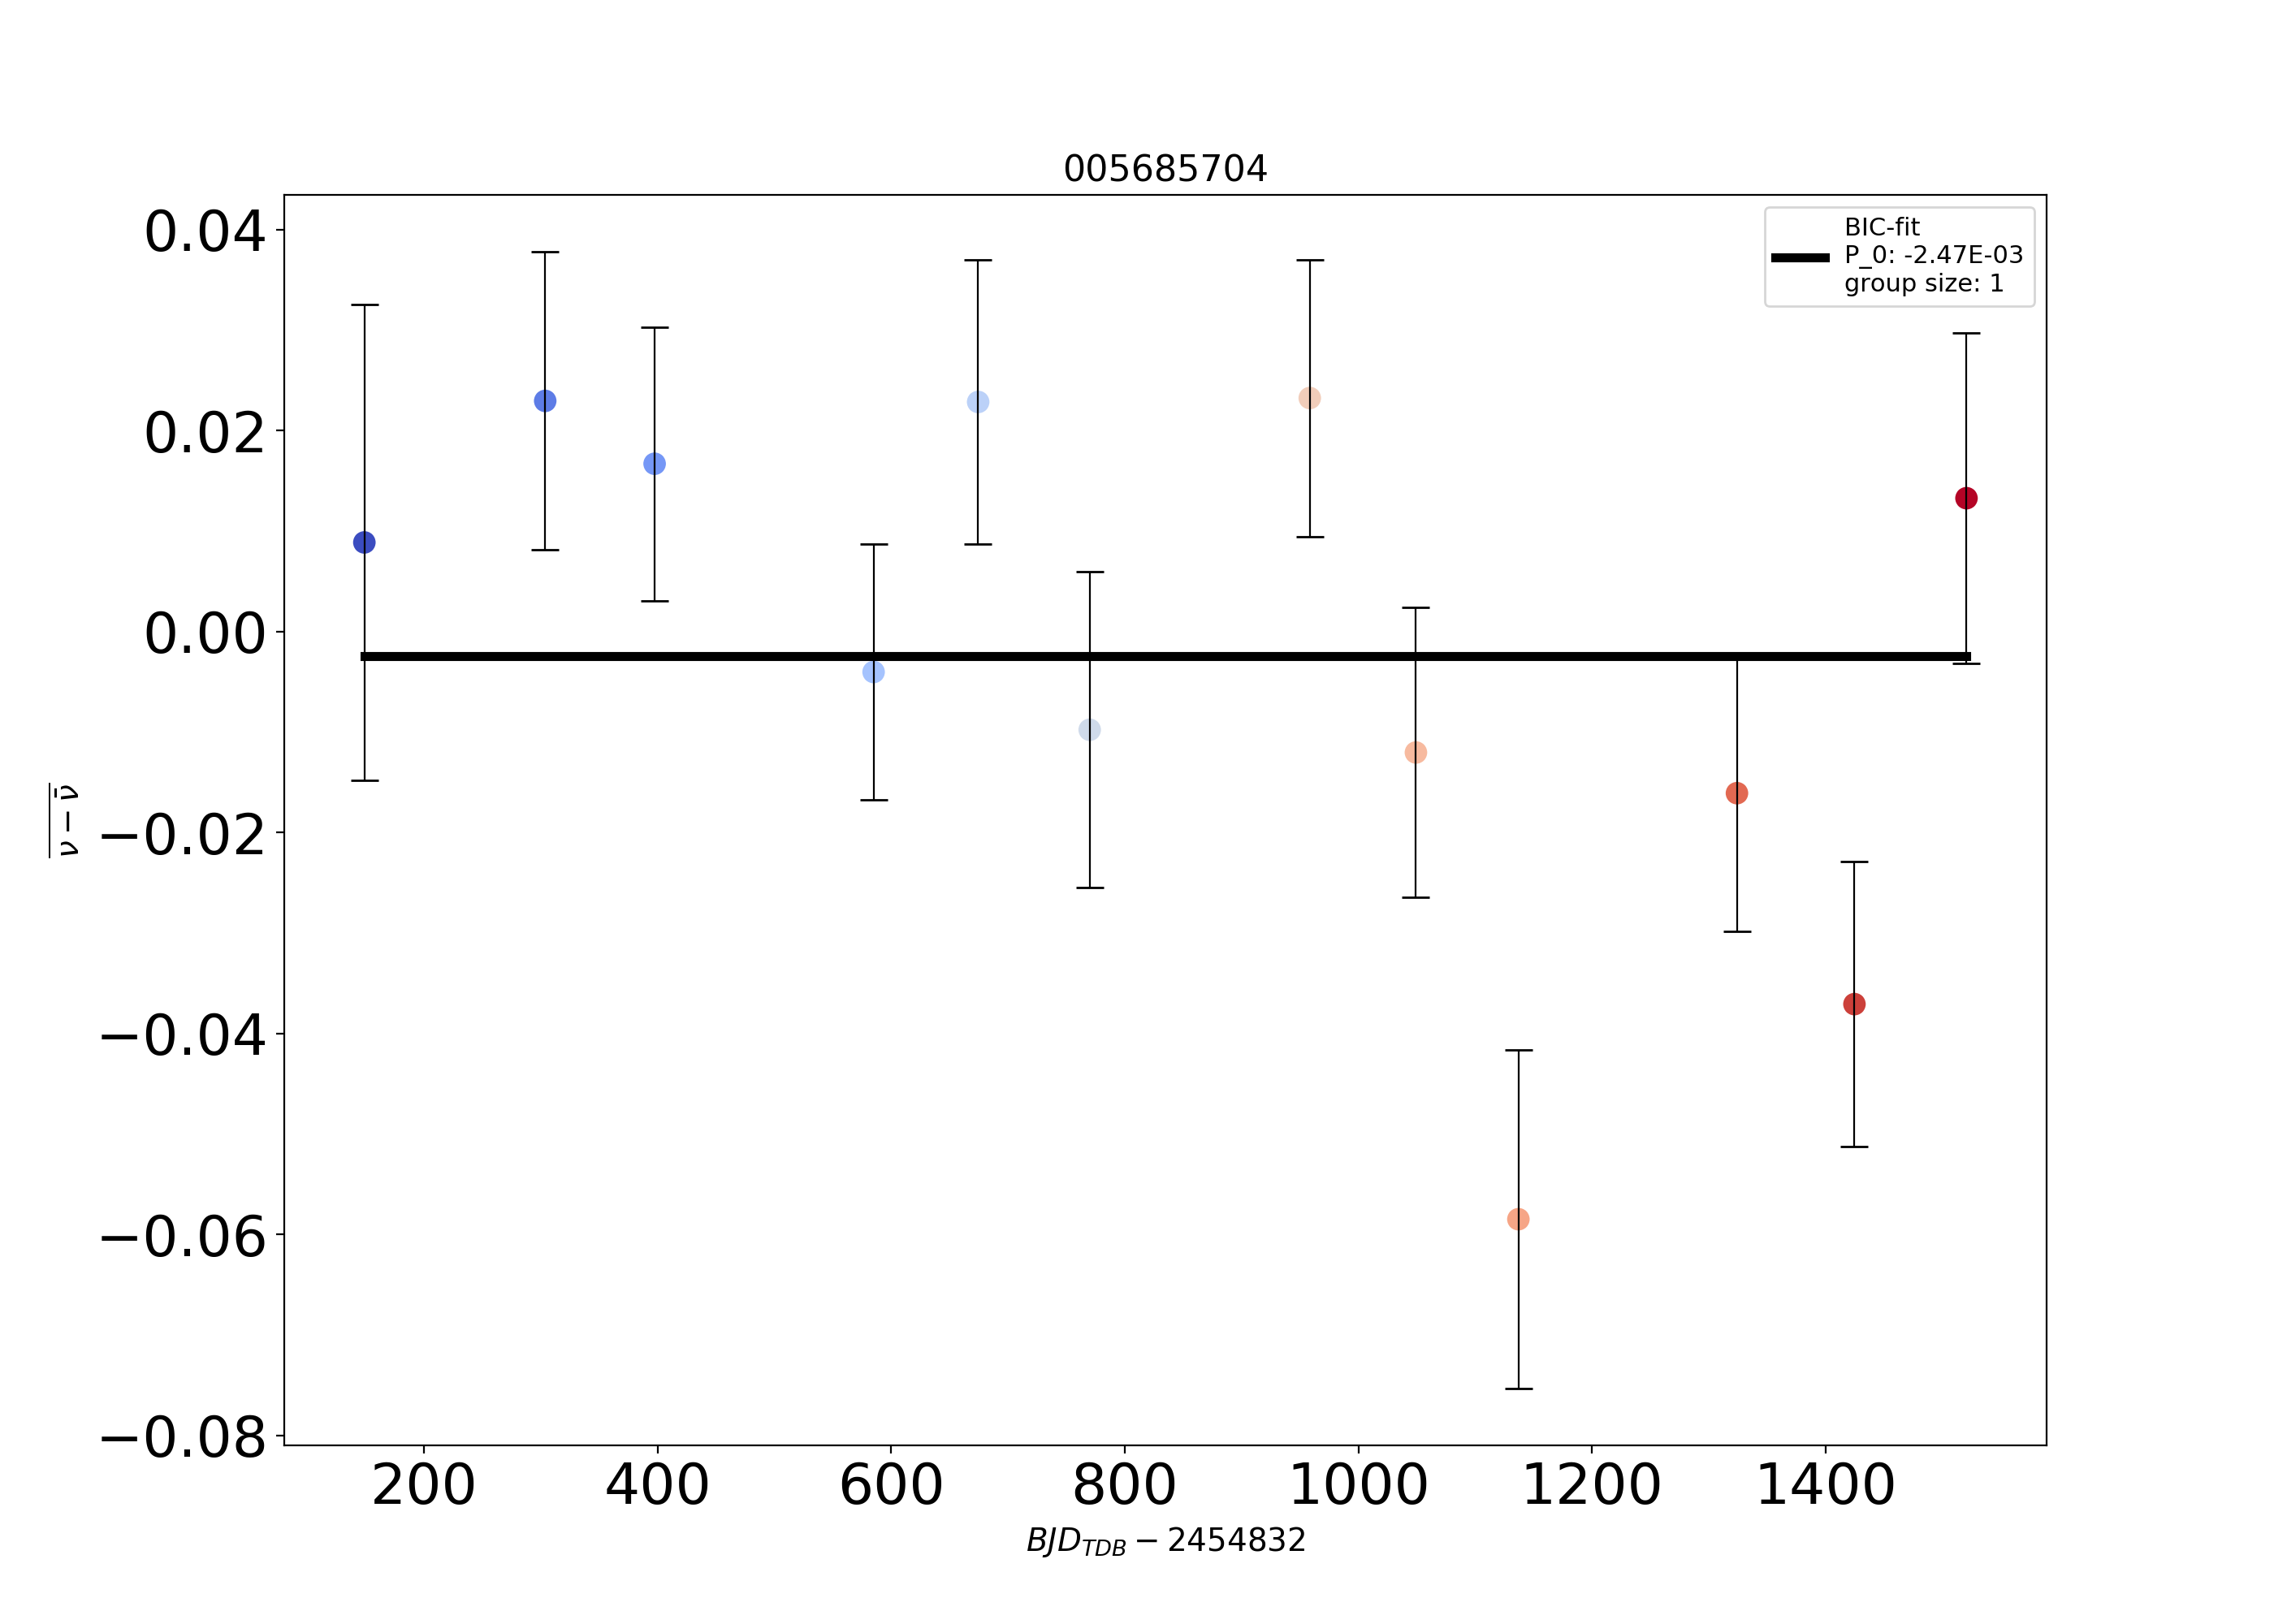 005685704
BIC-fit
P_0: -2.47E-03
group size: 1
0.04
0.02
0.00
−0.02
−0.04
−0.06
−0.08
ν − ν̄
200 400 600 800 1000 1200 1400
BJD_TDB − 2454832